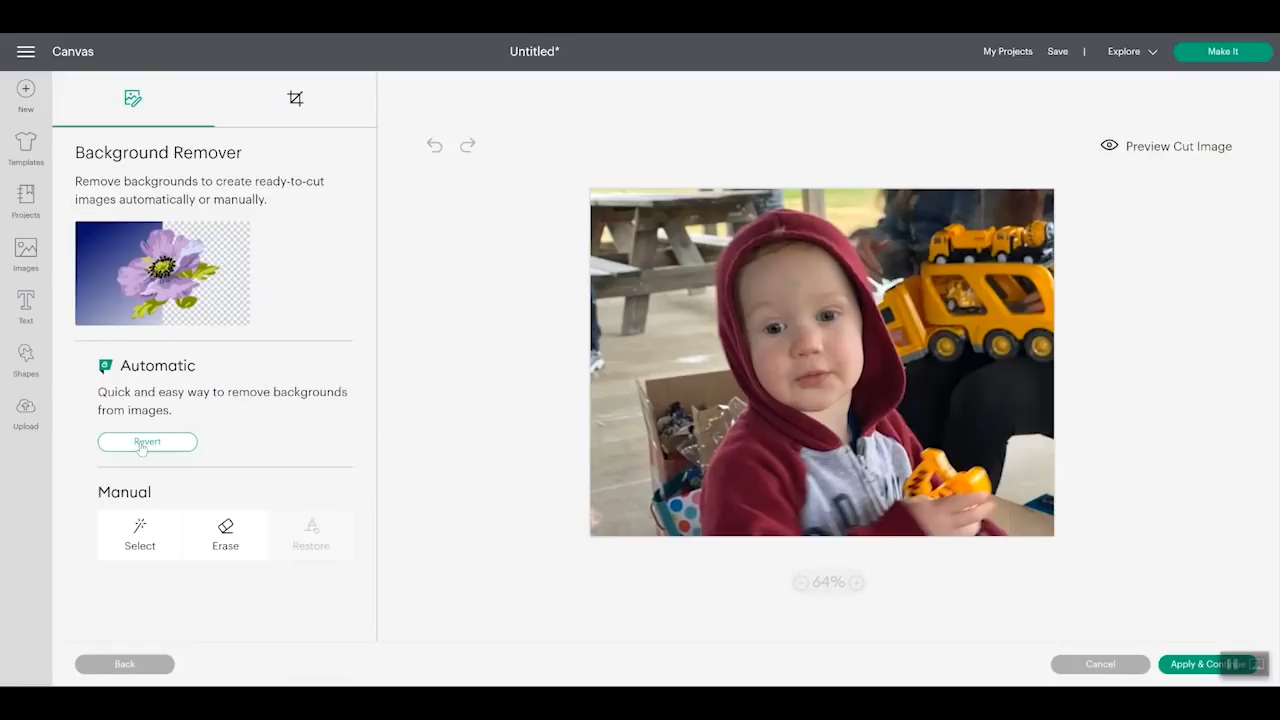 Canvas
Untitled*
My Projects
Save
|
Explore
Make It
New
Templates
Projects
Images
Text
Shapes
Upload
Background Remover
Remove backgrounds to create ready-to-cut
images automatically or manually.
Automatic
Quick and easy way to remove backgrounds
from images.
Revert
Manual
Select
Erase
Restore
Preview Cut Image
64%
Back
Cancel
Apply & Continue